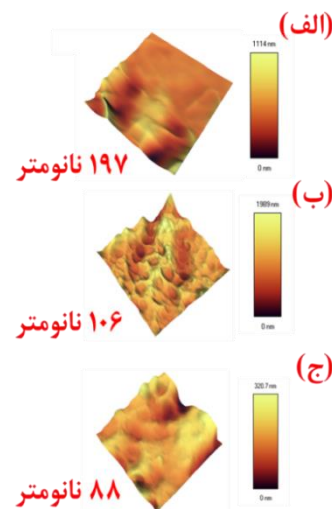 (الف)
1114 nm
0 nm
۱۹۷ نانومتر
(ب)
1989 nm
0 nm
۱۰۶ نانومتر
(ج)
320.7 nm
0 nm
۸۸ نانومتر